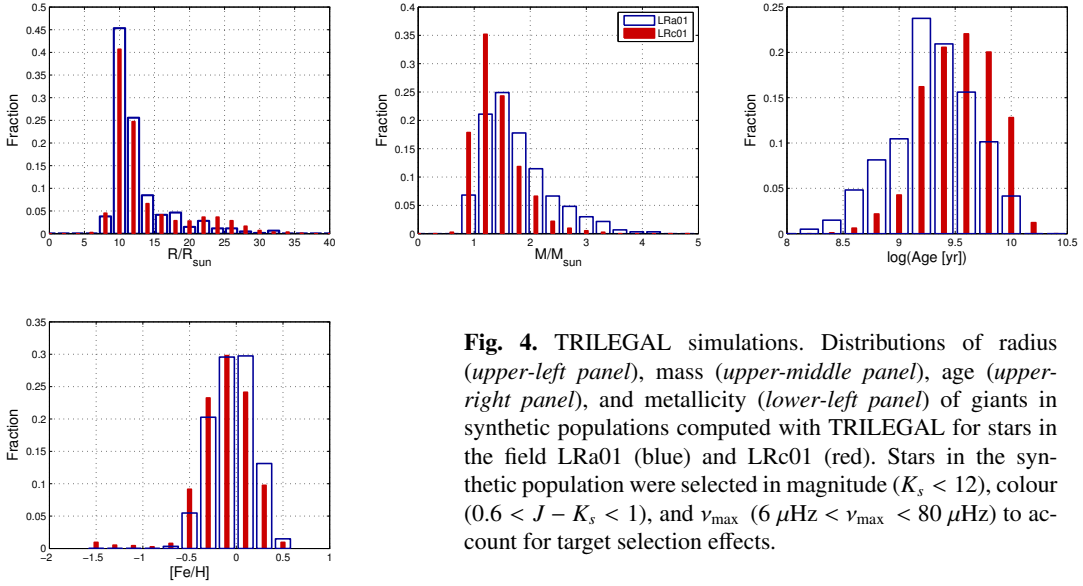 0.5
0.45
0.4
0.35
0.3
0.25
0.2
0.15
0.1
0.05
0
Fraction
0 5 10 15 20 25 30 35 40
R/R_sun
0.4
0.35
0.3
0.25
0.2
0.15
0.1
0.05
0
Fraction
LRa01
LRc01
0 1 2 3 4 5
M/M_sun
0.25
0.2
0.15
0.1
0.05
0
Fraction
8 8.5 9 9.5 10 10.5
log(Age [yr])
0.35
0.3
0.25
0.2
0.15
0.1
0.05
0
Fraction
−2 −1.5 −1 −0.5 0 0.5 1
[Fe/H]
Fig. 4. TRILEGAL simulations. Distributions of radius
(upper-left panel), mass (upper-middle panel), age (upper-
right panel), and metallicity (lower-left panel) of giants in
synthetic populations computed with TRILEGAL for stars in
the field LRa01 (blue) and LRc01 (red). Stars in the syn-
thetic population were selected in magnitude (K_s < 12), colour
(0.6 < J − K_s < 1), and ν_max (6 μHz < ν_max < 80 μHz) to ac-
count for target selection effects.